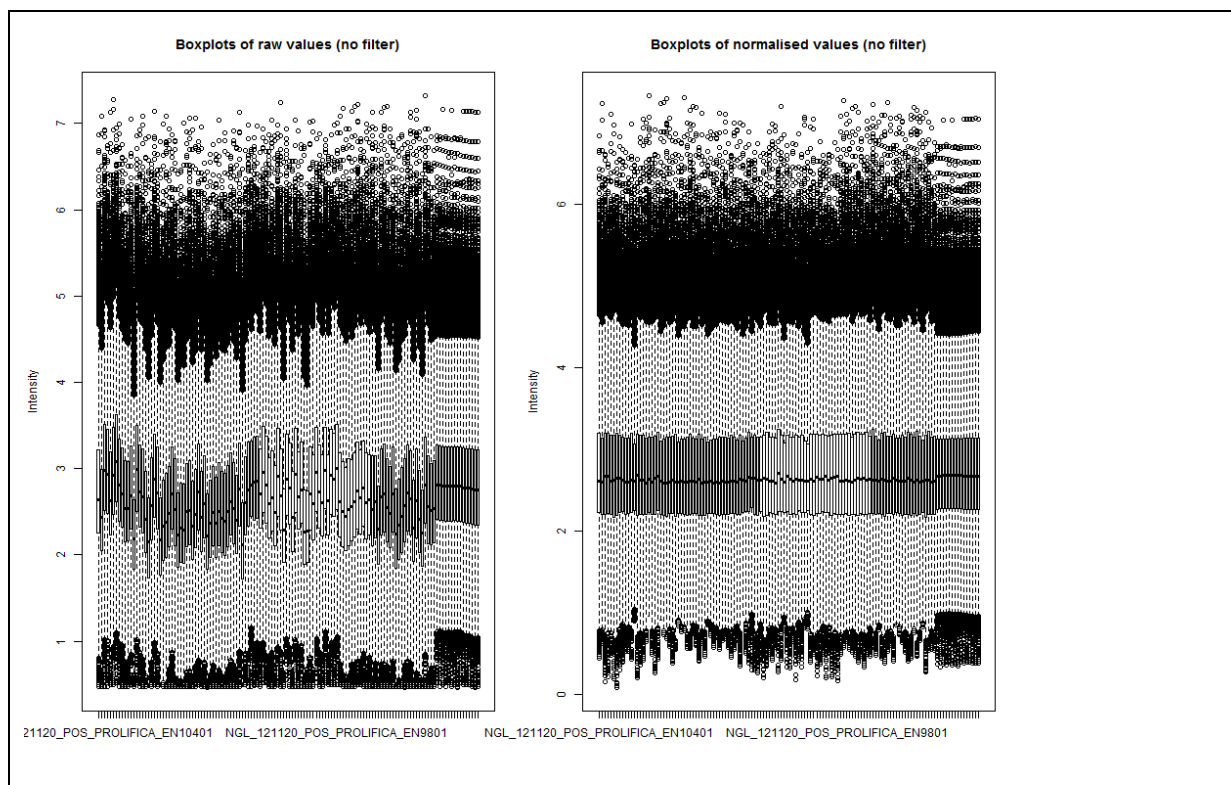 Boxplots of raw values (no filter)
Boxplots of normalised values (no filter)
7
6
5
4
3
2
1
Intensity
6
4
2
0
Intensity
21120_POS_PROLIFICA_EN10401 NGL_121120_POS_PROLIFICA_EN9801
NGL_121120_POS_PROLIFICA_EN10401 NGL_121120_POS_PROLIFICA_EN9801